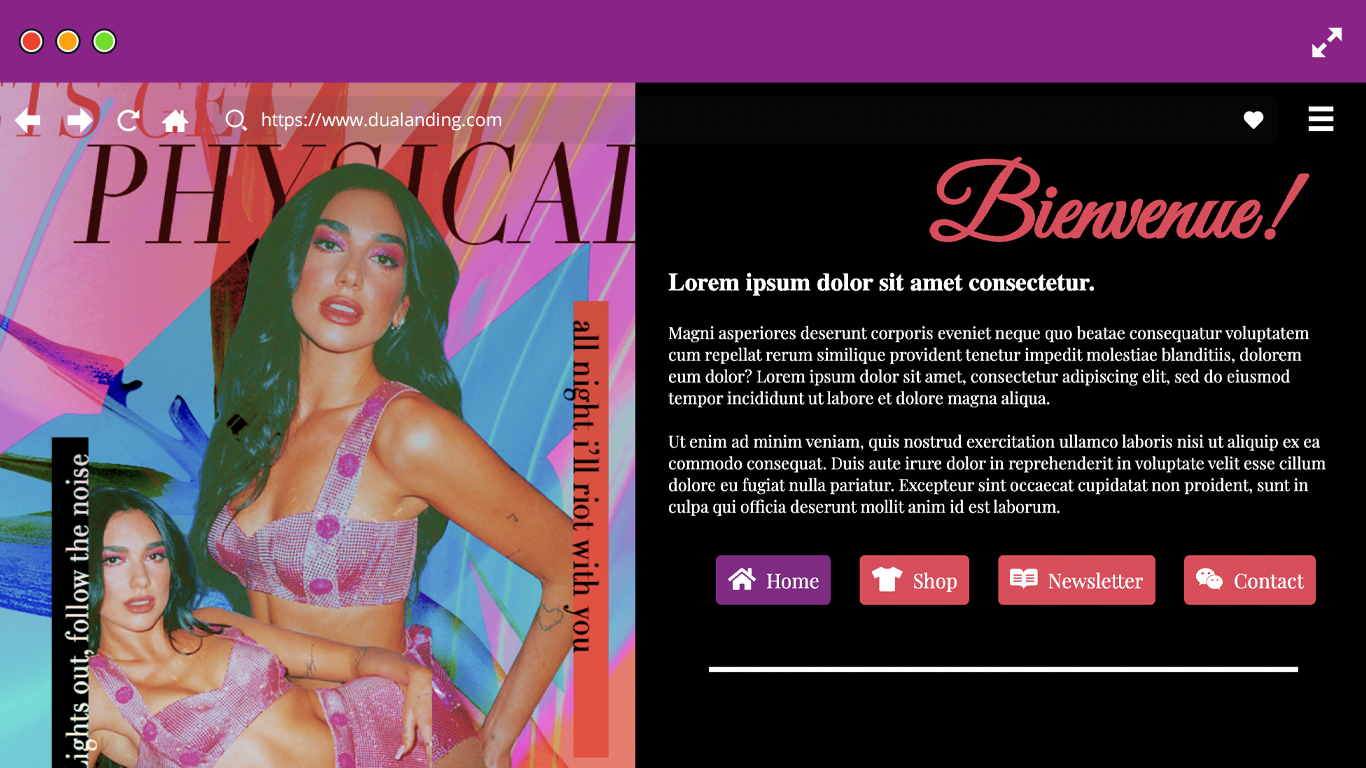 https://www.dualanding.com
LETS GET
PHYSICAL
all night i'll riot with you
Lights out, follow the noise
Bienvenue!
Lorem ipsum dolor sit amet consectetur.
Magni asperiores deserunt corporis eveniet neque quo beatae consequatur voluptatem
cum repellat rerum similique provident tenetur impedit molestiae blanditiis, dolorem
eum dolor? Lorem ipsum dolor sit amet, consectetur adipiscing elit, sed do eiusmod
tempor incididunt ut labore et dolore magna aliqua.
Ut enim ad minim veniam, quis nostrud exercitation ullamco laboris nisi ut aliquip ex ea
commodo consequat. Duis aute irure dolor in reprehenderit in voluptate velit esse cillum
dolore eu fugiat nulla pariatur. Excepteur sint occaecat cupidatat non proident, sunt in
culpa qui officia deserunt mollit anim id est laborum.
Home
Shop
Newsletter
Contact